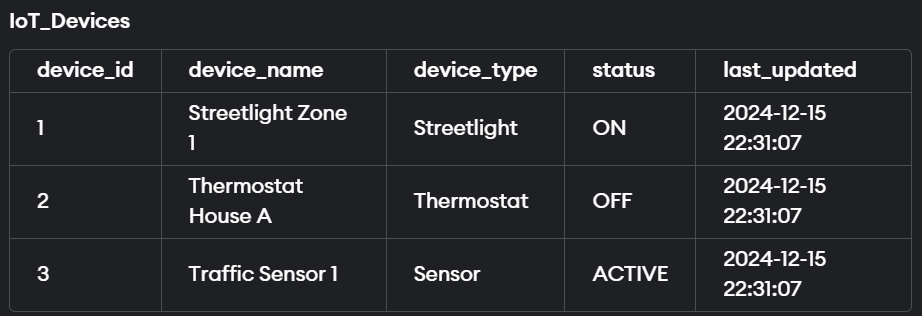 IoT_Devices
device_id device_name device_type status last_updated
1 Streetlight Zone 1 Streetlight ON 2024-12-15 22:31:07
2 Thermostat House A Thermostat OFF 2024-12-15 22:31:07
3 Traffic Sensor 1 Sensor ACTIVE 2024-12-15 22:31:07